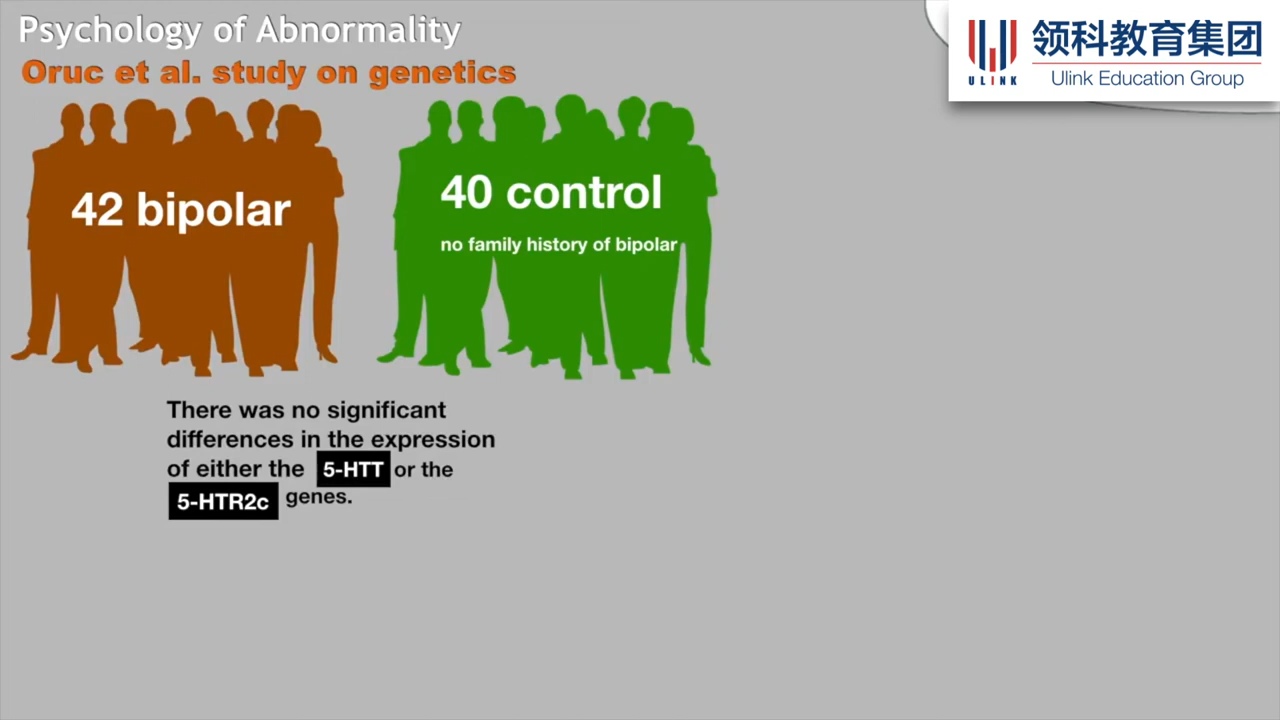 Psychology of Abnormality
Oruc et al. study on genetics
ULINK
领科教育集团
Ulink Education Group
42 bipolar
40 control
no family history of bipolar
There was no significant
differences in the expression
of either the 5-HTT or the
5-HTR2c genes.